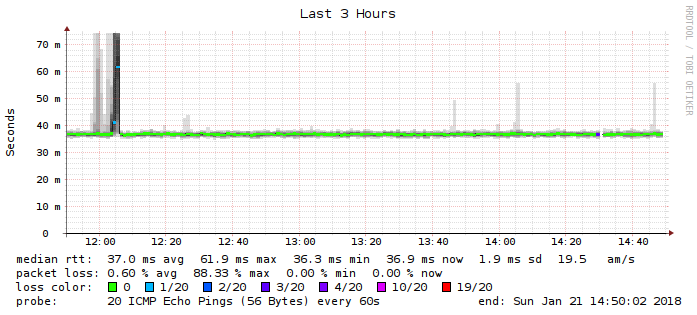 Last 3 Hours
RRDTOOL / TOBI OETIKER
Seconds
70 m
60 m
50 m
40 m
30 m
20 m
10 m
0
12:00 12:20 12:40 13:00 13:20 13:40 14:00 14:20 14:40
median rtt: 37.0 ms avg 61.9 ms max 36.3 ms min 36.9 ms now 1.9 ms sd 19.5 am/s
packet loss: 0.60 % avg 88.33 % max 0.00 % min 0.00 % now
loss color: 0 1/20 2/20 3/20 4/20 10/20 19/20
probe: 20 ICMP Echo Pings (56 Bytes) every 60s end: Sun Jan 21 14:50:02 2018